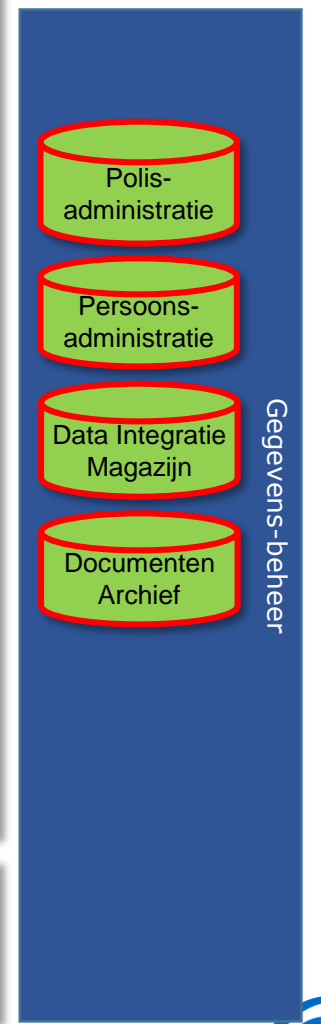 Polis-
administratie
Persoons-
administratie
Data Integratie
Magazijn
Documenten
Archief
Gegevens-beheer